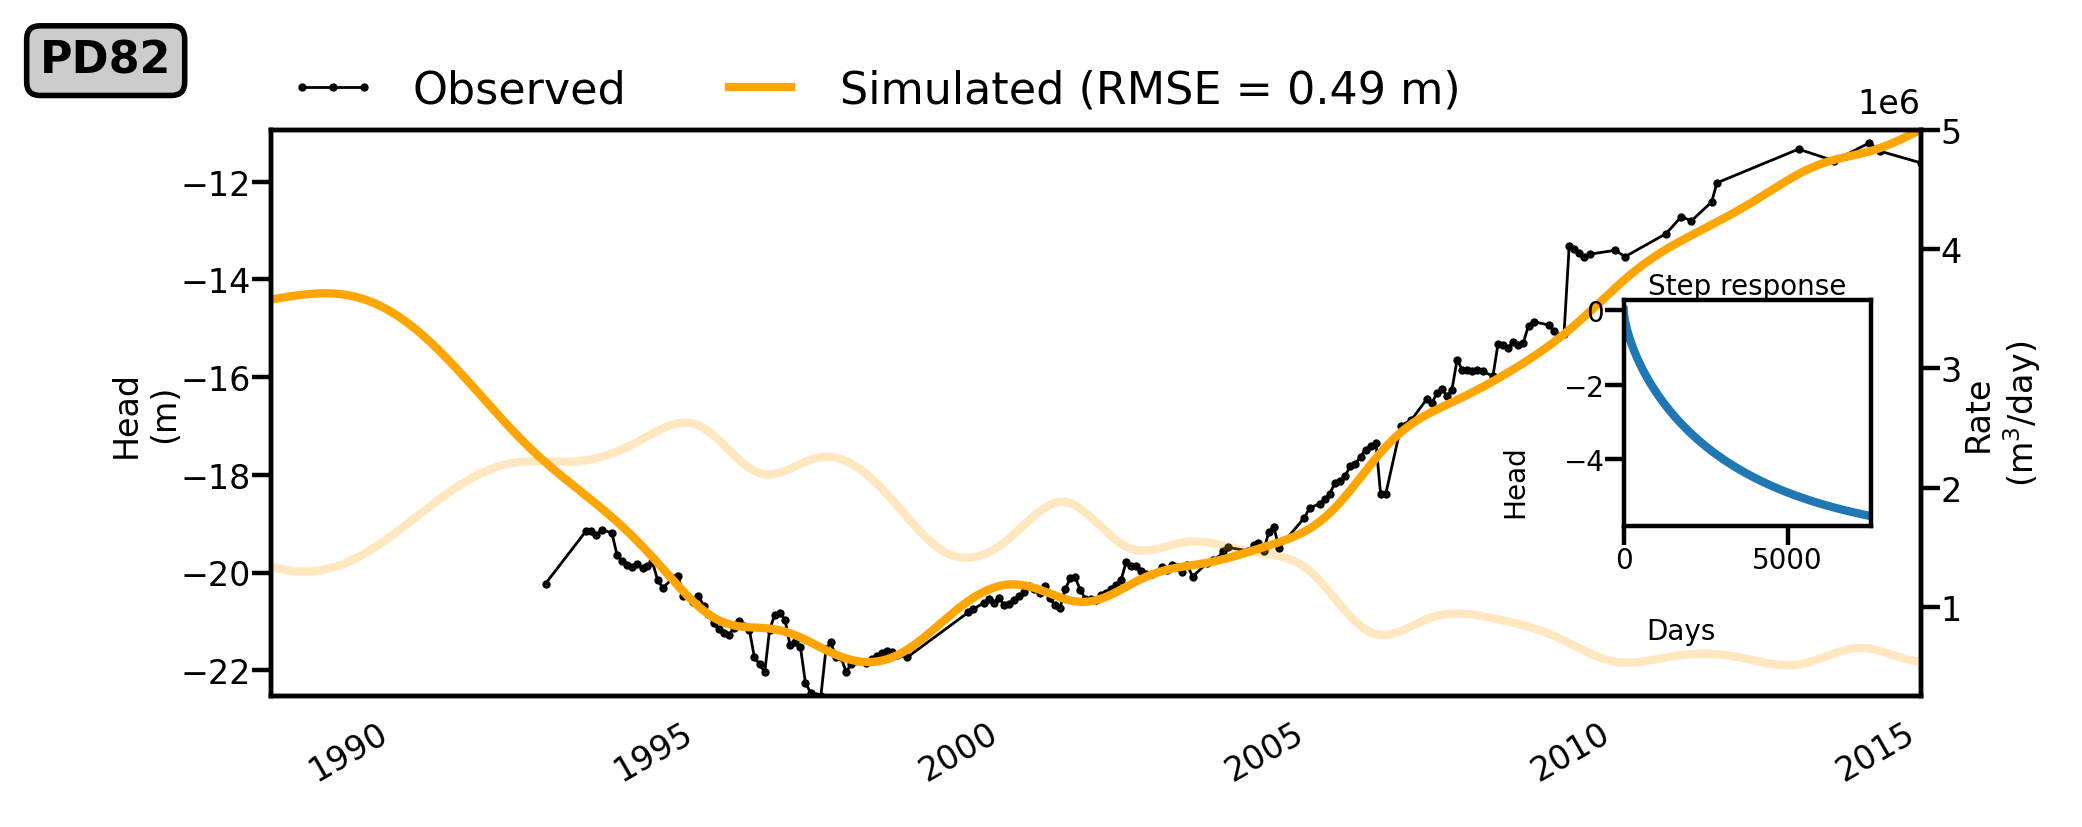 PD82
Observed
Simulated (RMSE = 0.49 m)
1e6
Head
(m)
−12
−14
−16
−18
−20
−22
5
4
3
2
1
Rate
(m³/day)
Step response
0
−2
−4
Head
0 5000
Days
1990 1995 2000 2005 2010 2015